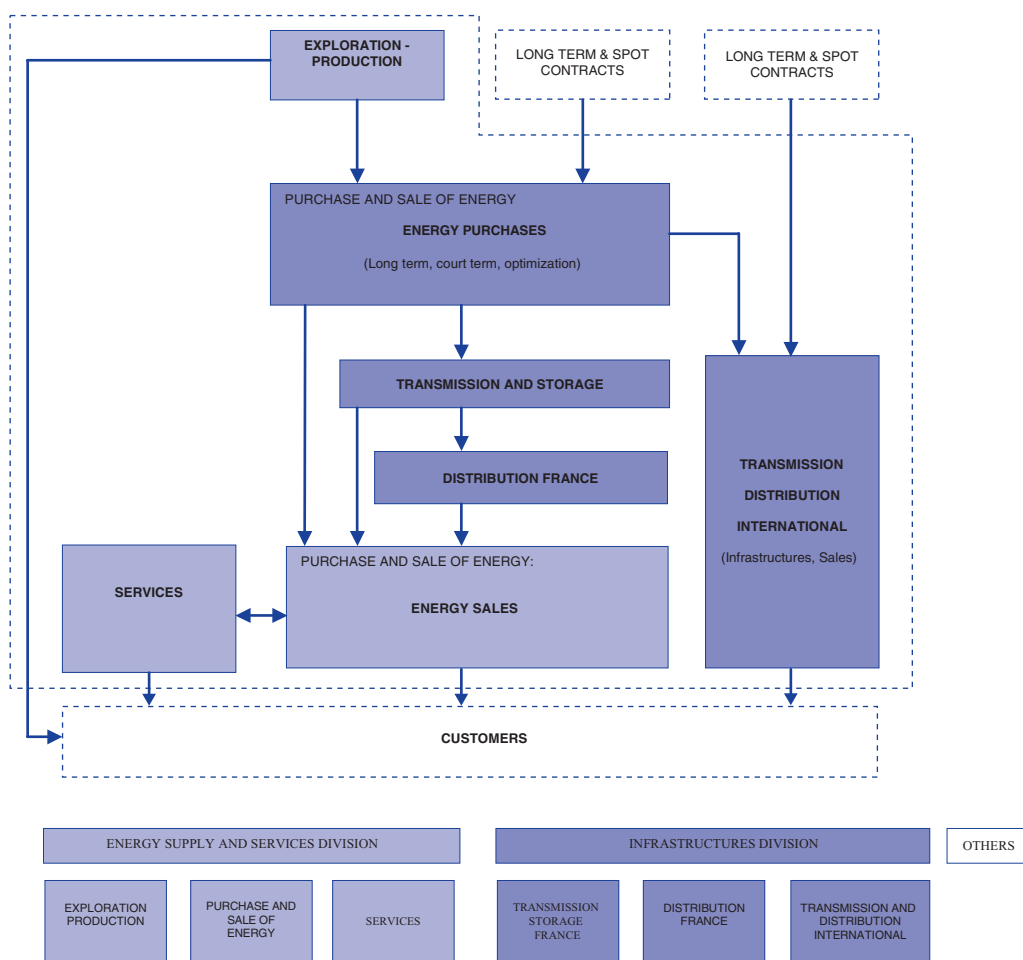 EXPLORATION -
PRODUCTION
LONG TERM & SPOT
CONTRACTS
LONG TERM & SPOT
CONTRACTS
PURCHASE AND SALE OF ENERGY
ENERGY PURCHASES
(Long term, court term, optimization)
TRANSMISSION AND STORAGE
DISTRIBUTION FRANCE
TRANSMISSION
DISTRIBUTION
INTERNATIONAL
(Infrastructures, Sales)
PURCHASE AND SALE OF ENERGY:
ENERGY SALES
SERVICES
CUSTOMERS
ENERGY SUPPLY AND SERVICES DIVISION
INFRASTRUCTURES DIVISION
OTHERS
EXPLORATION
PRODUCTION
PURCHASE AND
SALE OF
ENERGY
SERVICES
TRANSMISSION
STORAGE
FRANCE
DISTRIBUTION
FRANCE
TRANSMISSION AND
DISTRIBUTION
INTERNATIONAL